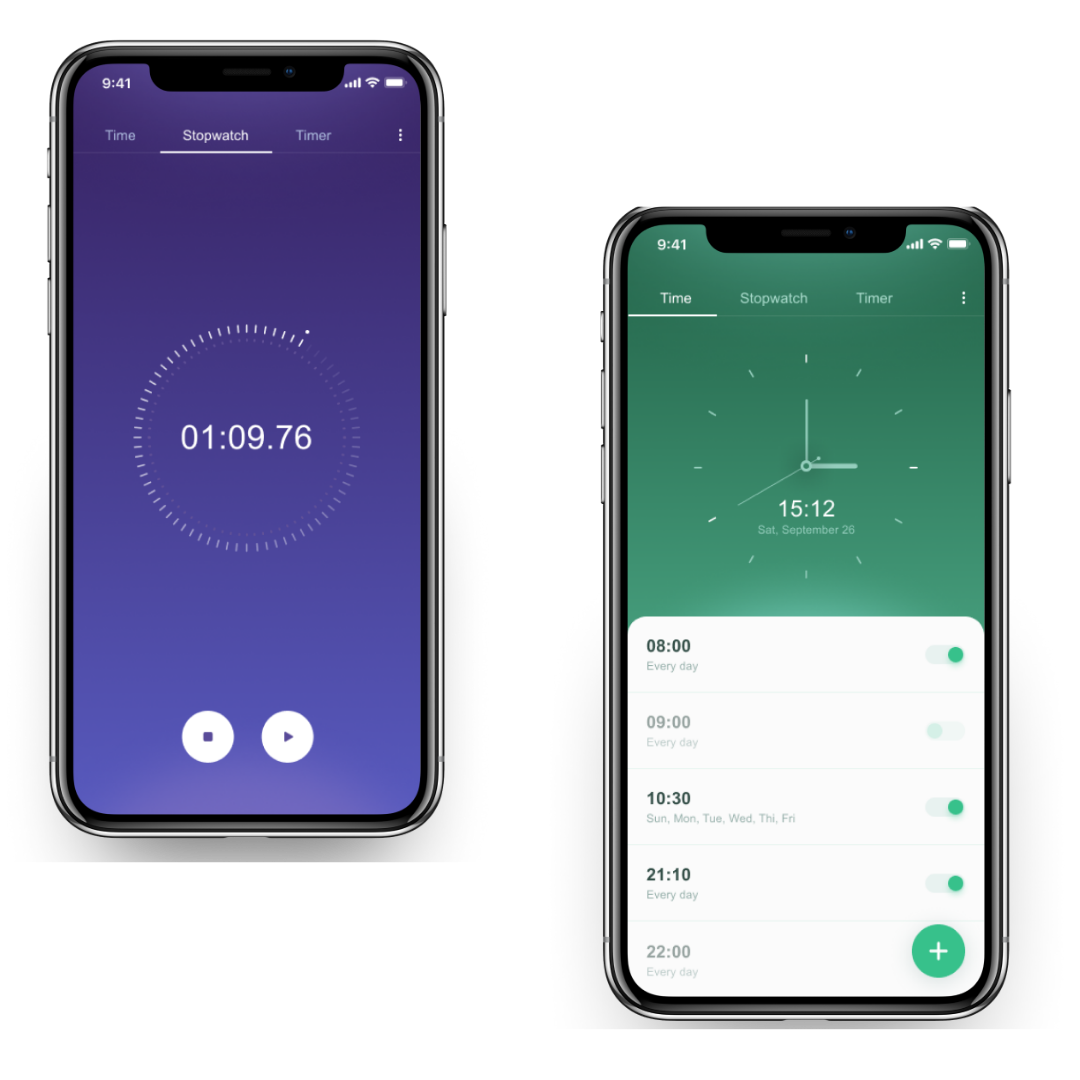 9:41
Time Stopwatch Timer
01:09.76
9:41
Time Stopwatch Timer
15:12
Sat, September 26
08:00
Every day
09:00
Every day
10:30
Sun, Mon, Tue, Wed, Thi, Fri
21:10
Every day
22:00
Every day